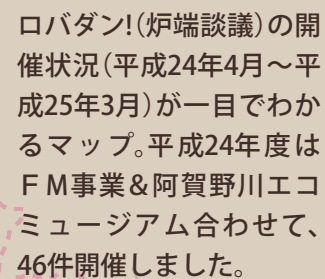 ロバダン!(炉端談議)の開
催状況(平成24年4月～平
成25年3月)が一目でわか
るマップ。平成24年度は
ＦＭ事業&阿賀野川エコ
ミュージアム合わせて、
46件開催しました。